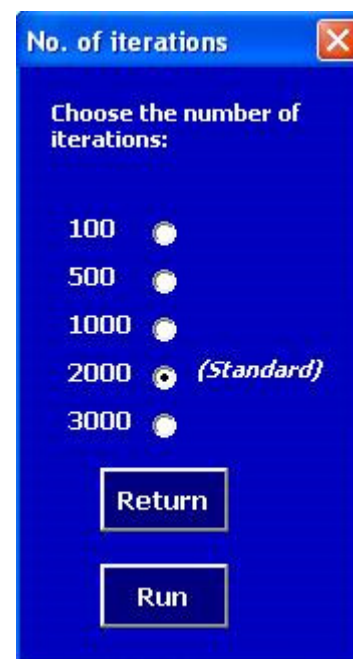 No. of iterations
Choose the number of
iterations:
100
500
1000
2000 (Standard)
3000
Return
Run